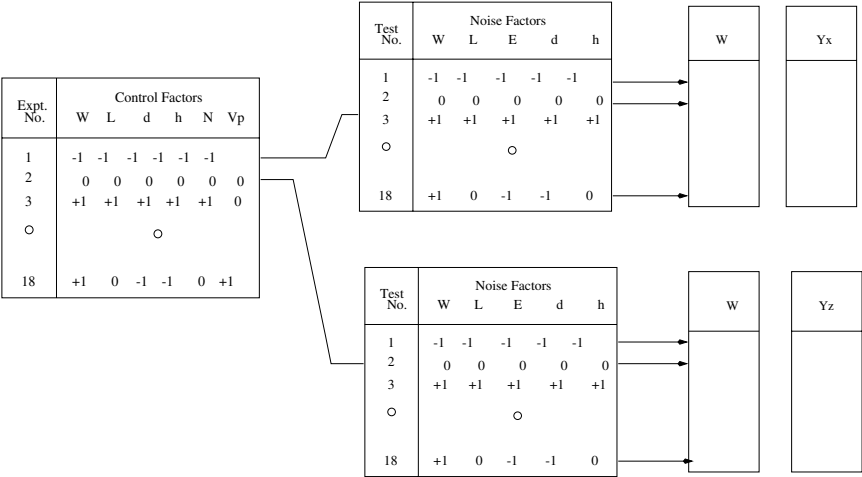 Expt. No. Control Factors
W L d h N Vp
1 -1 -1 -1 -1 -1 -1
2 0 0 0 0 0 0
3 +1 +1 +1 +1 +1 0
18 +1 0 -1 -1 0 +1
Test No. Noise Factors
W L E d h
1 -1 -1 -1 -1 -1
2 0 0 0 0 0
3 +1 +1 +1 +1 +1
18 +1 0 -1 -1 0
W
Yx
Test No. Noise Factors
W L E d h
1 -1 -1 -1 -1 -1
2 0 0 0 0 0
3 +1 +1 +1 +1 +1
18 +1 0 -1 -1 0
W
Yz